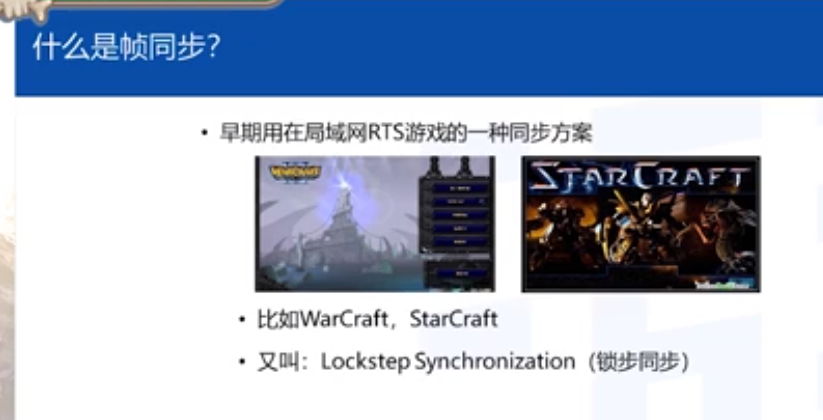 什么是帧同步？
• 早期用在局域网RTS游戏的一种同步方案
WARCRAFT
III
STARCRAFT
• 比如WarCraft，StarCraft
• 又叫：Lockstep Synchronization（锁步同步）